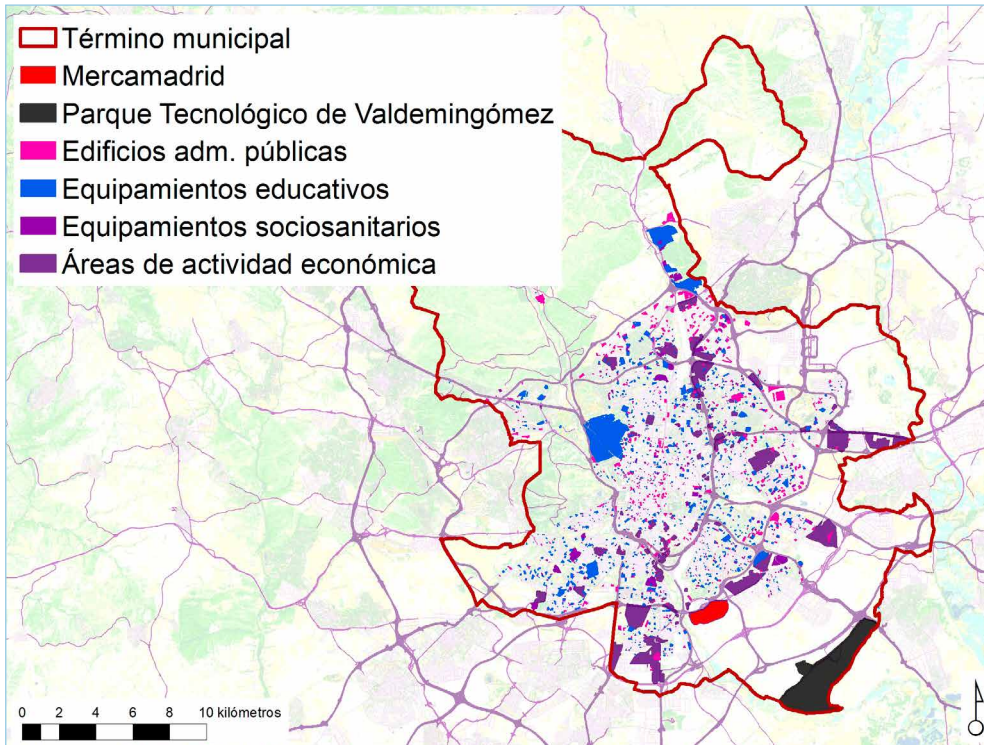 Término municipal
Mercamadrid
Parque Tecnológico de Valdemingómez
Edificios adm. públicas
Equipamientos educativos
Equipamientos sociosanitarios
Áreas de actividad económica
0 2 4 6 8 10 kilómetros